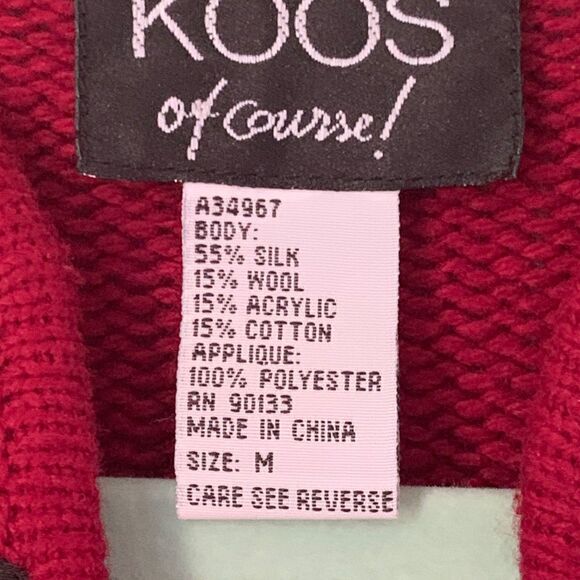 KOOS
of course!
A34967
BODY:
55% SILK
15% WOOL
15% ACRYLIC
15% COTTON
APPLIQUE:
100% POLYESTER
RN 90133
MADE IN CHINA
SIZE: M
CARE SEE REVERSE